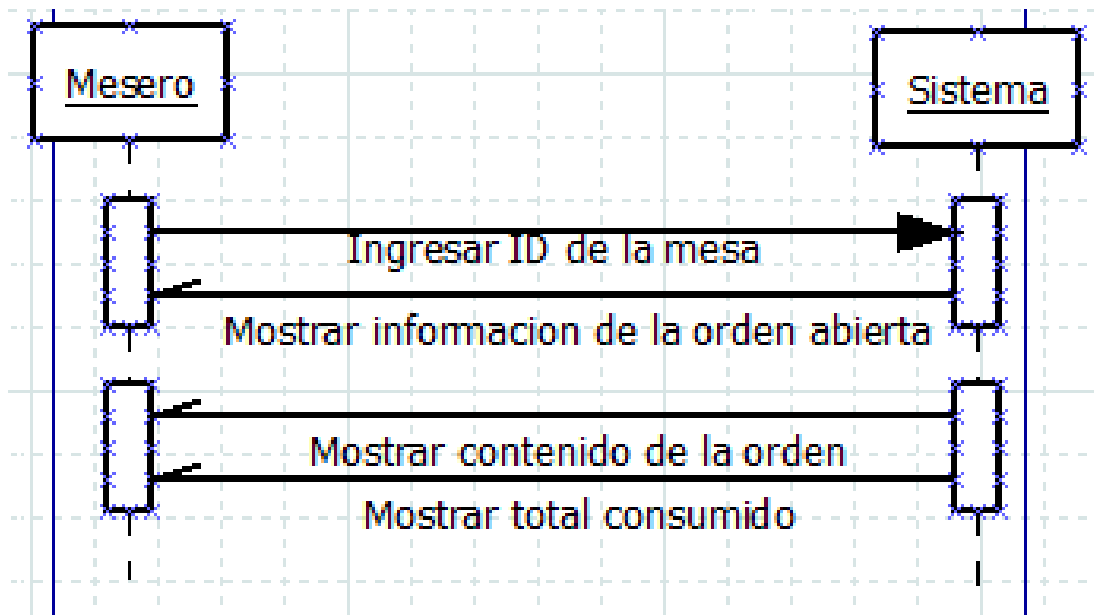 Mesero
Sistema
Ingresar ID de la mesa
Mostrar informacion de la orden abierta
Mostrar contenido de la orden
Mostrar total consumido